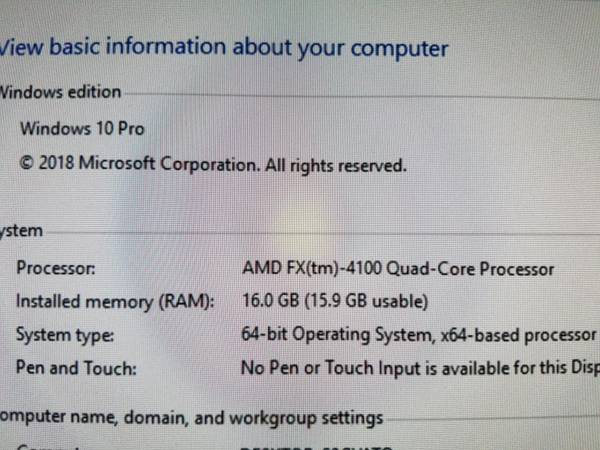 View basic information about your computer
Windows edition
Windows 10 Pro
© 2018 Microsoft Corporation. All rights reserved.
ystem
Processor: AMD FX(tm)-4100 Quad-Core Processor
Installed memory (RAM): 16.0 GB (15.9 GB usable)
System type: 64-bit Operating System, x64-based processor
Pen and Touch: No Pen or Touch Input is available for this Disp
omputer name, domain, and workgroup settings